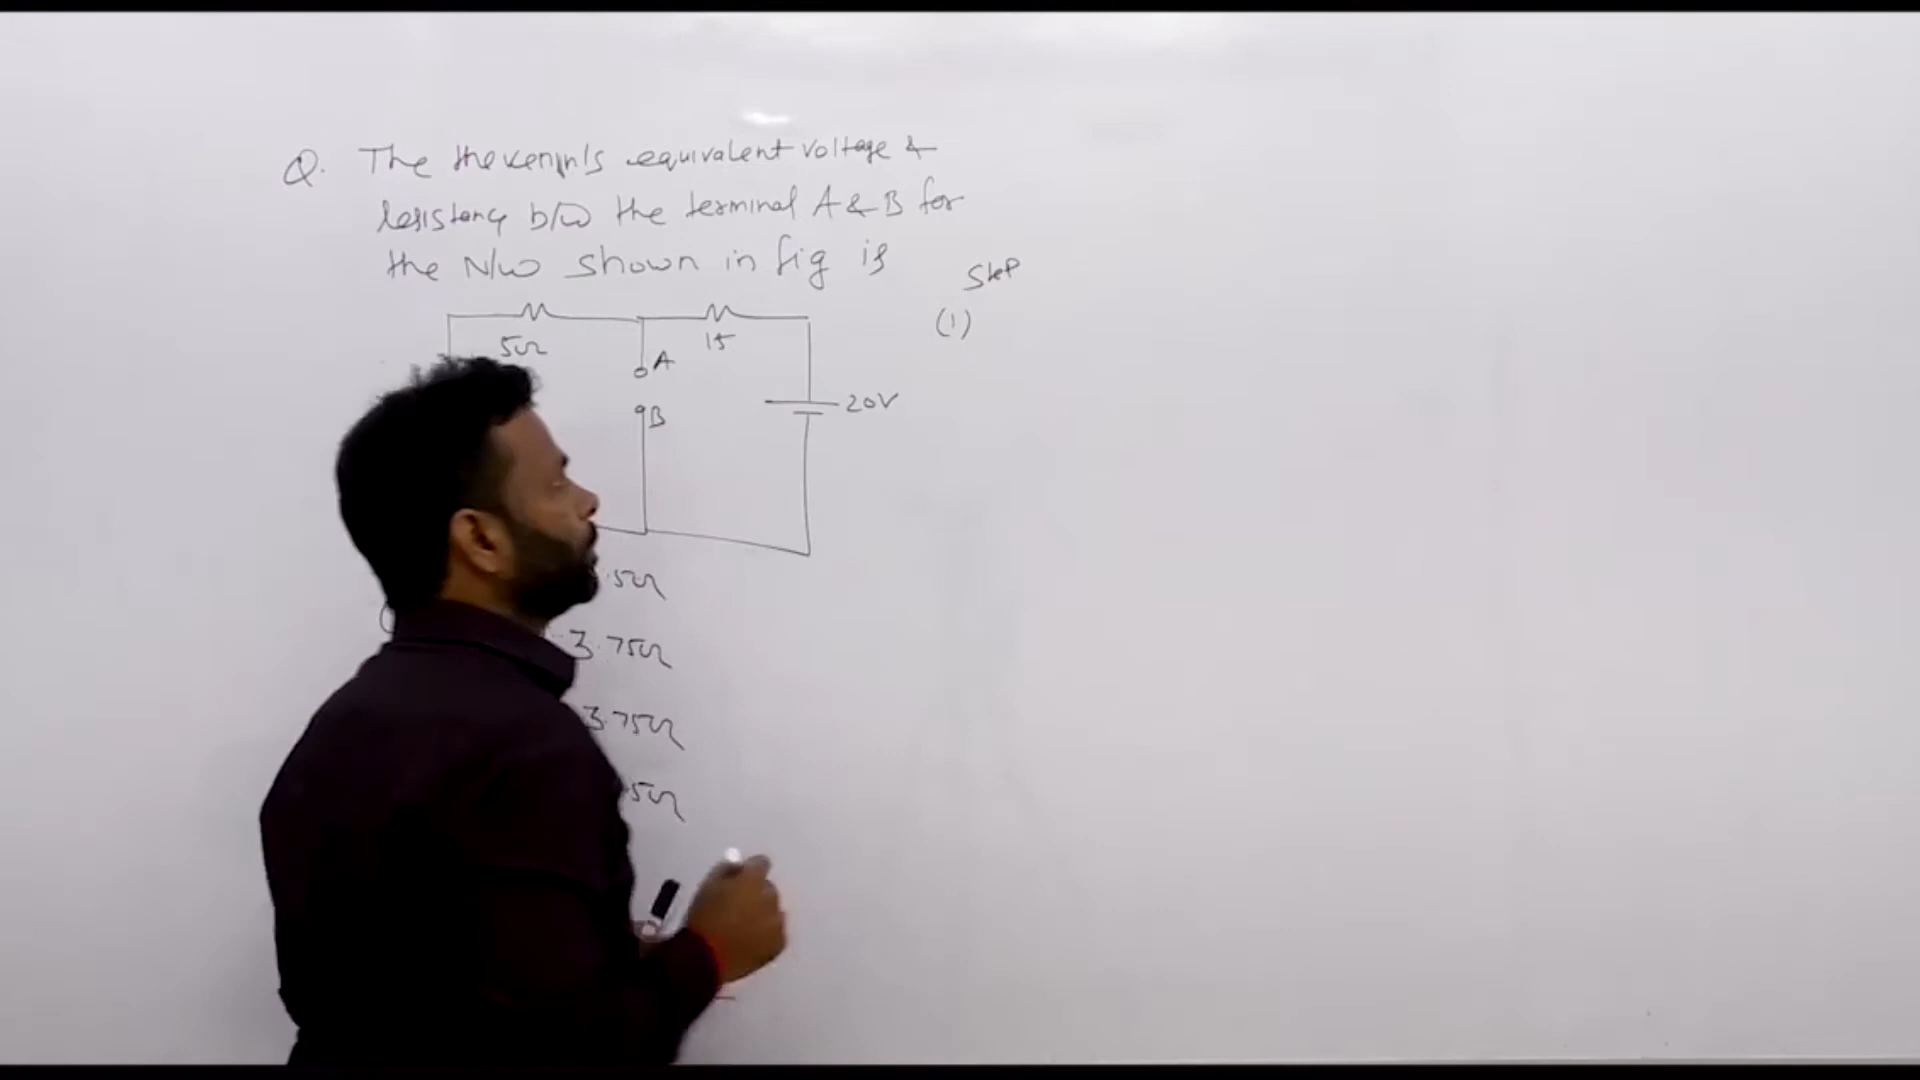 Q. The thevenin's equivalent voltage &
resistance b/w the terminal A & B for
the N/w shown in fig is
Step
(1)
5Ω
15
A
20V
B
.5Ω
3.75Ω
3.75Ω
.5Ω